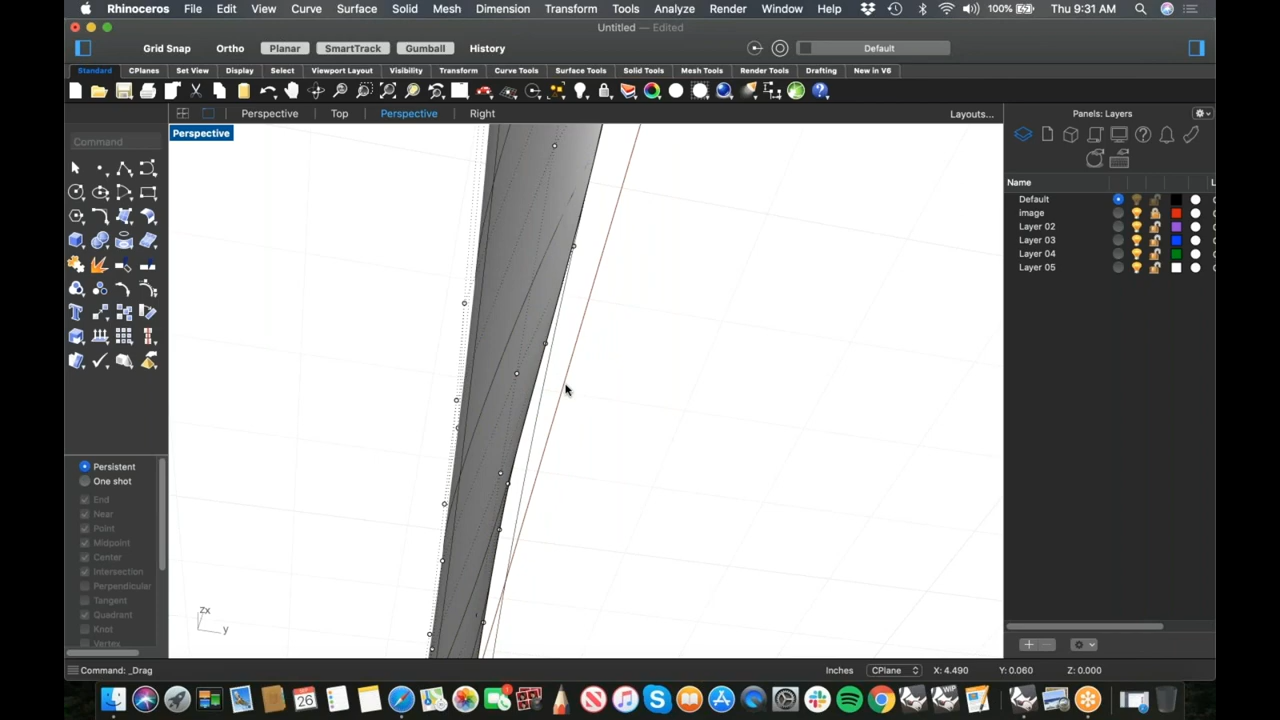 Rhinoceros File Edit View Curve Surface Solid Mesh Dimension Transform Tools Analyze Render Window Help 100% Thu 9:31 AM
Untitled — Edited
Grid Snap Ortho Planar SmartTrack Gumball History Default
Standard CPlanes Set View Display Select Viewport Layout Visibility Transform Curve Tools Surface Tools Solid Tools Mesh Tools Render Tools Drafting New in V6
Perspective Top Perspective Right Layouts... Panels: Layers
Perspective
Command
Name L
Default
image
Layer 02
Layer 03
Layer 04
Layer 05
Persistent
One shot
End
Near
Point
Midpoint
Center
Intersection
Perpendicular
Tangent
Quadrant
Knot
Vertex
zx
y
Command: _Drag Inches CPlane X: 4.490 Y: 0.060 Z: 0.000
26